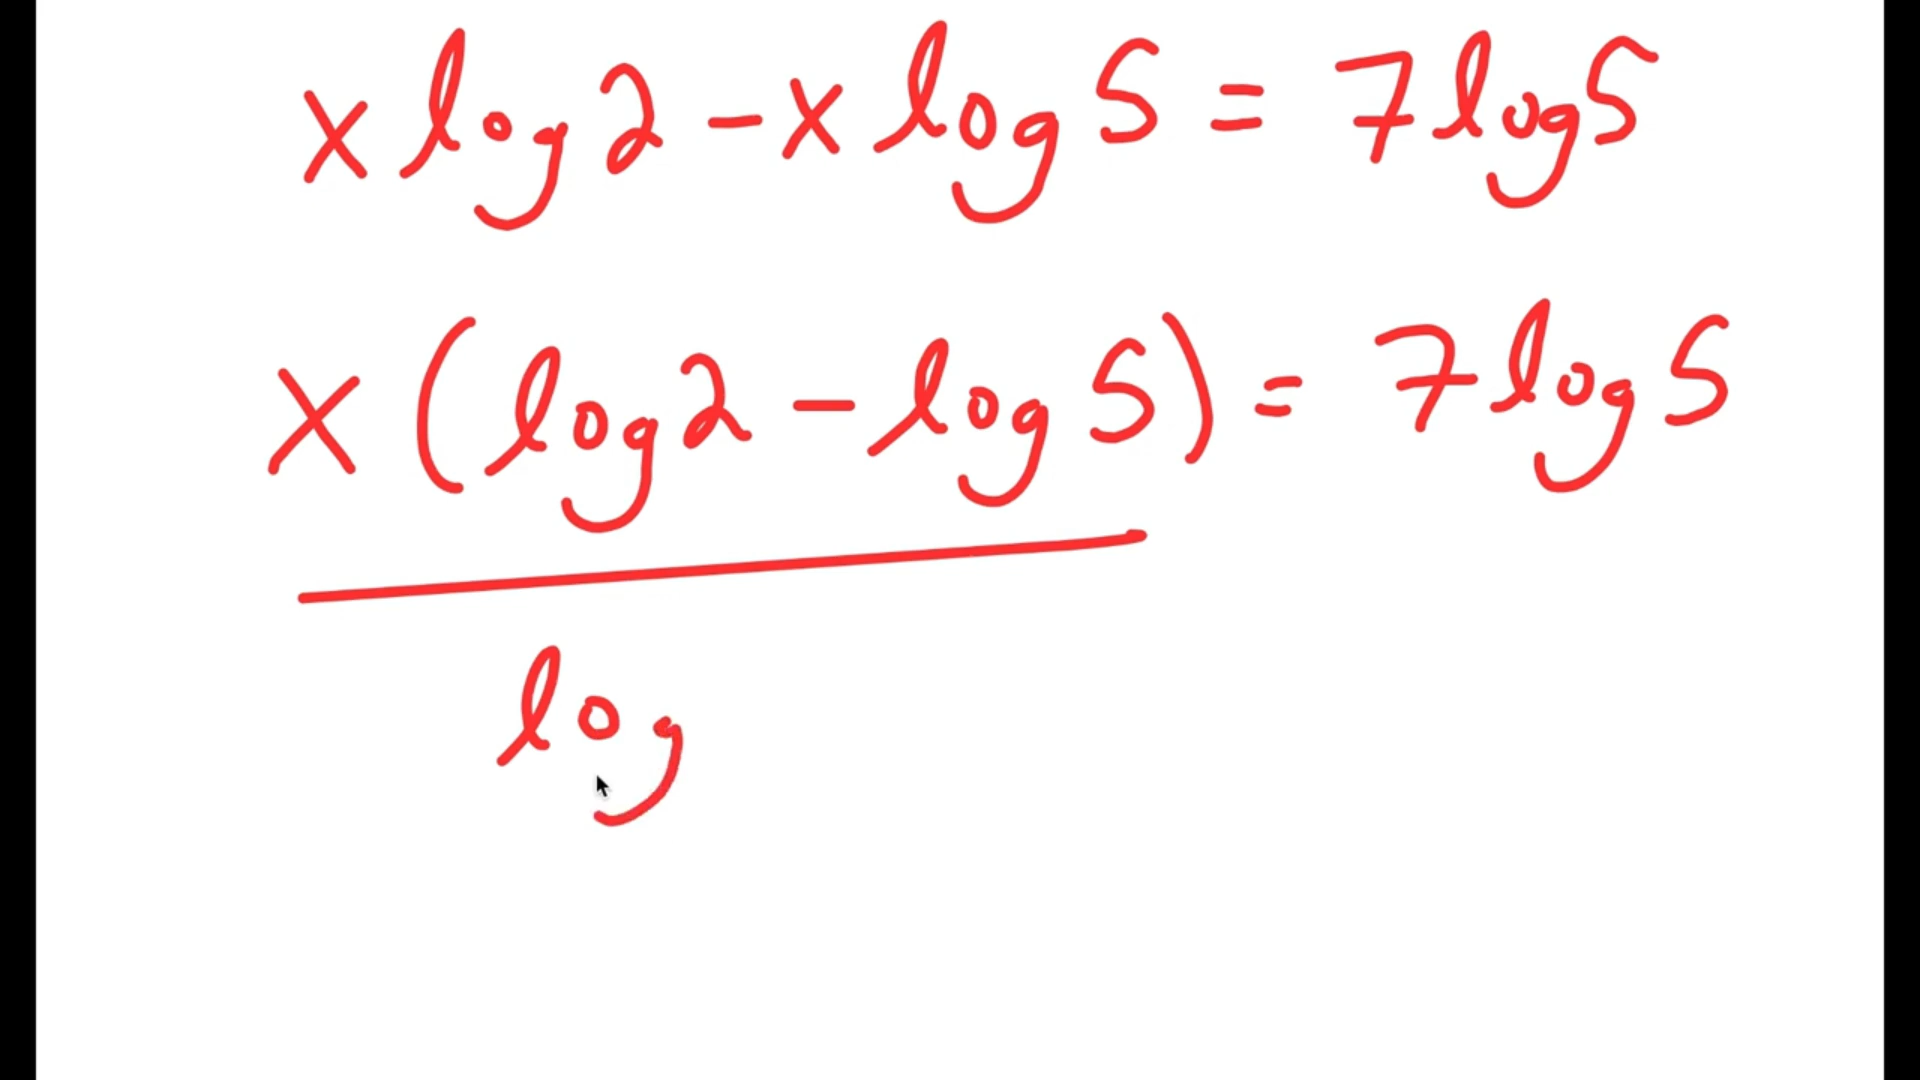 x log 2 - x log 5 = 7 log 5
x (log 2 - log 5) = 7 log 5
log